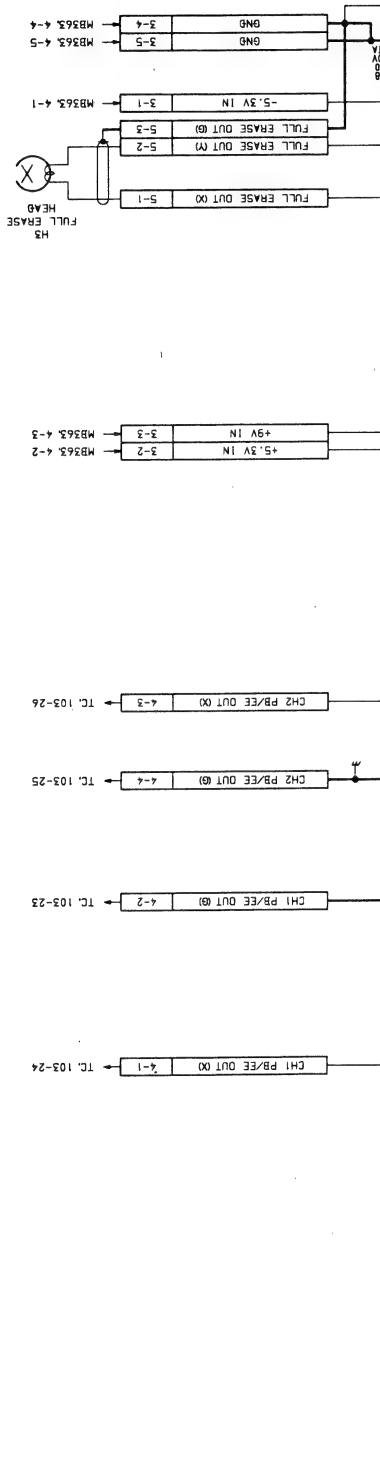 CH1 PB/EE OUT (X) 4-1 TC. 103-24
CH1 PB/EE OUT (G) 4-2 TC. 103-23
CH2 PB/EE OUT (G) 4-4 TC. 103-25
CH2 PB/EE OUT (X) 4-3 TC. 103-26
+5.3V IN 3-2 MB363. 4-2
+9V IN 3-3 MB363. 4-3
H3
FULL ERASE
HEAD
FULL ERASE OUT (X) 5-1
FULL ERASE OUT (Y) 5-2
FULL ERASE OUT (G) 5-3
-5.3V IN 3-1 MB363. 4-1
GND 3-5 MB363. 4-5
GND 3-4 MB363. 4-4